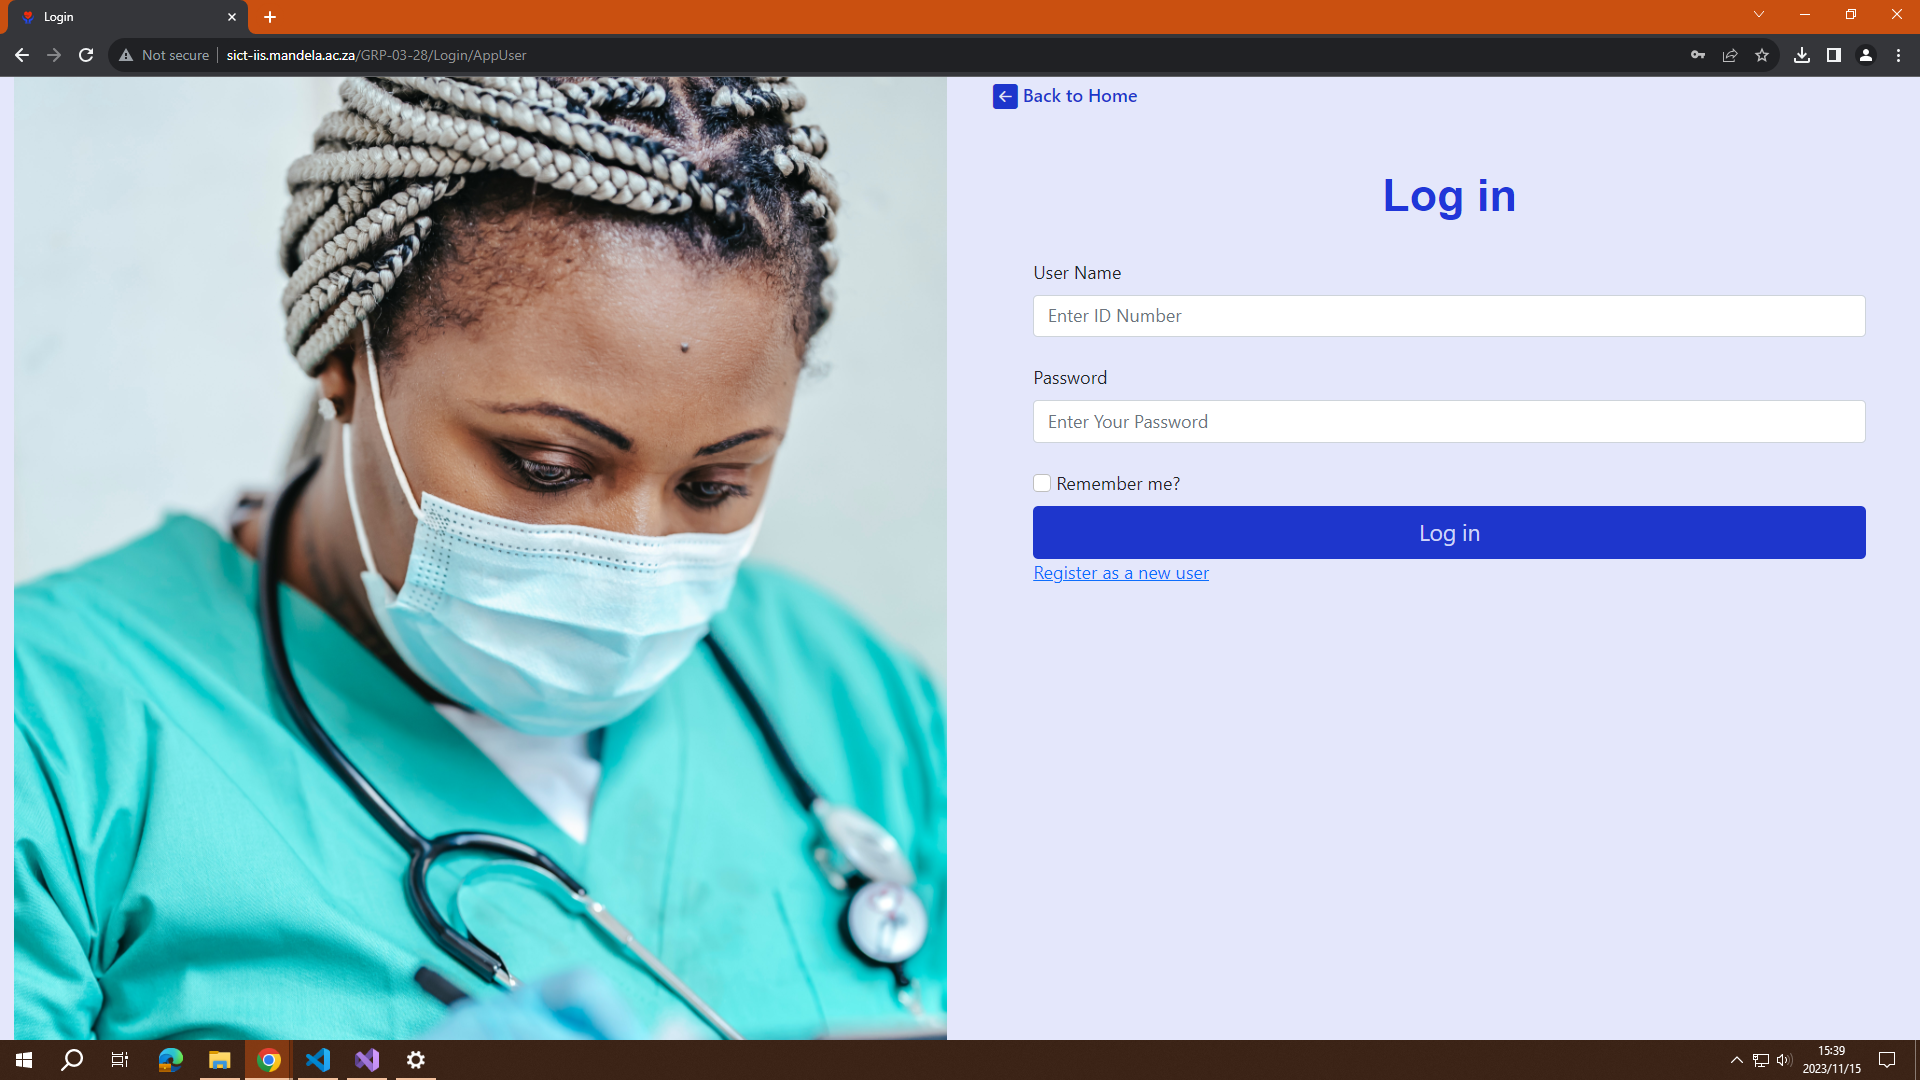 Login
Not secure
sict-iis.mandela.ac.za/GRP-03-28/Login/AppUser
Back to Home
Log in
User Name
Enter ID Number
Password
Enter Your Password
Remember me?
Log in
Register as a new user
15:39
2023/11/15